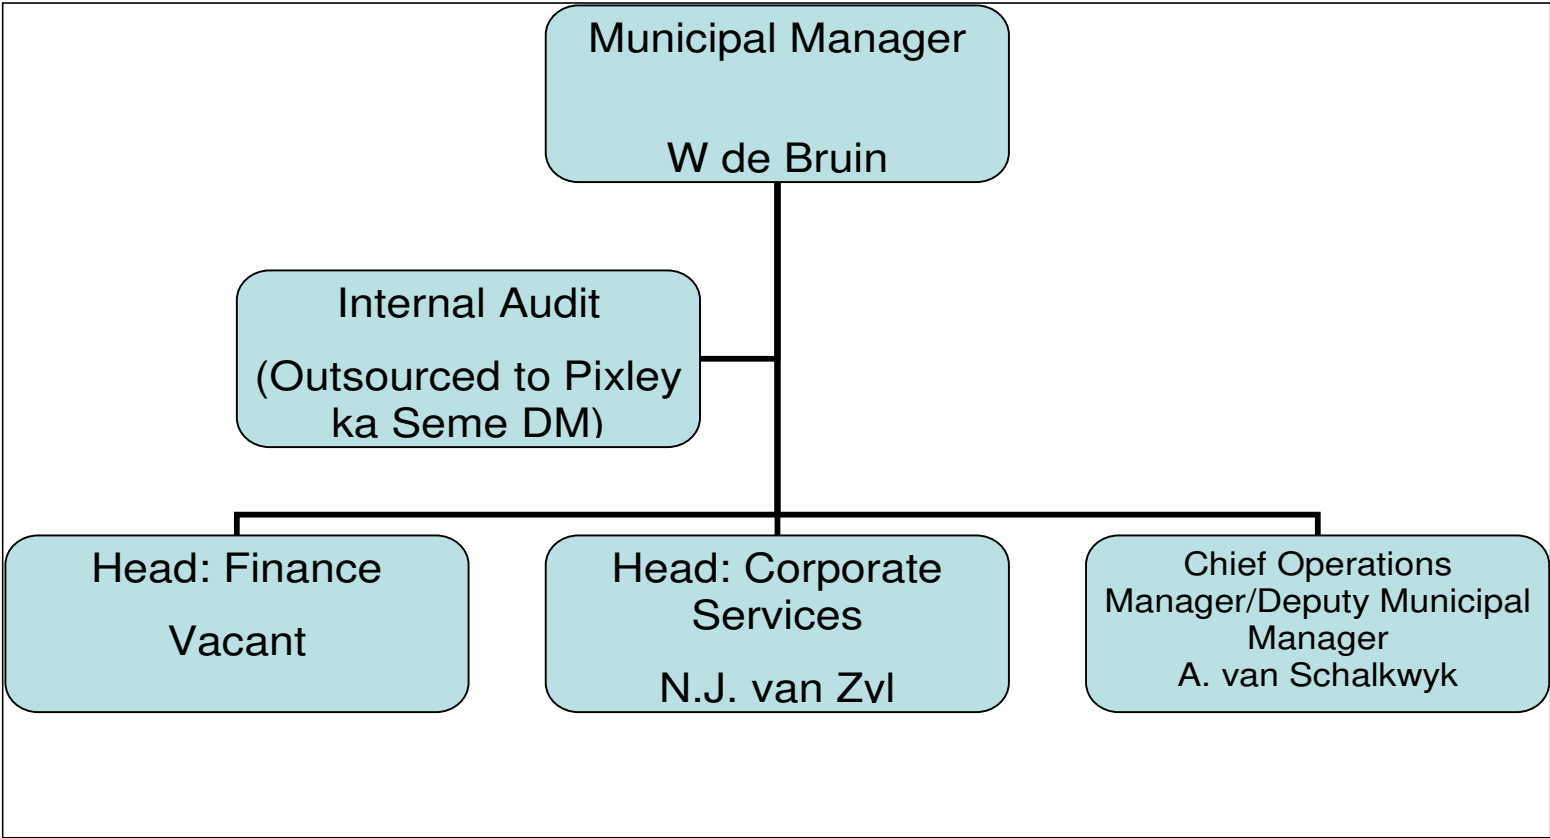 Municipal Manager
W de Bruin
Internal Audit
(Outsourced to Pixley
ka Seme DM)
Head: Finance
Vacant
Head: Corporate
Services
N.J. van Zyl
Chief Operations
Manager/Deputy Municipal
Manager
A. van Schalkwyk